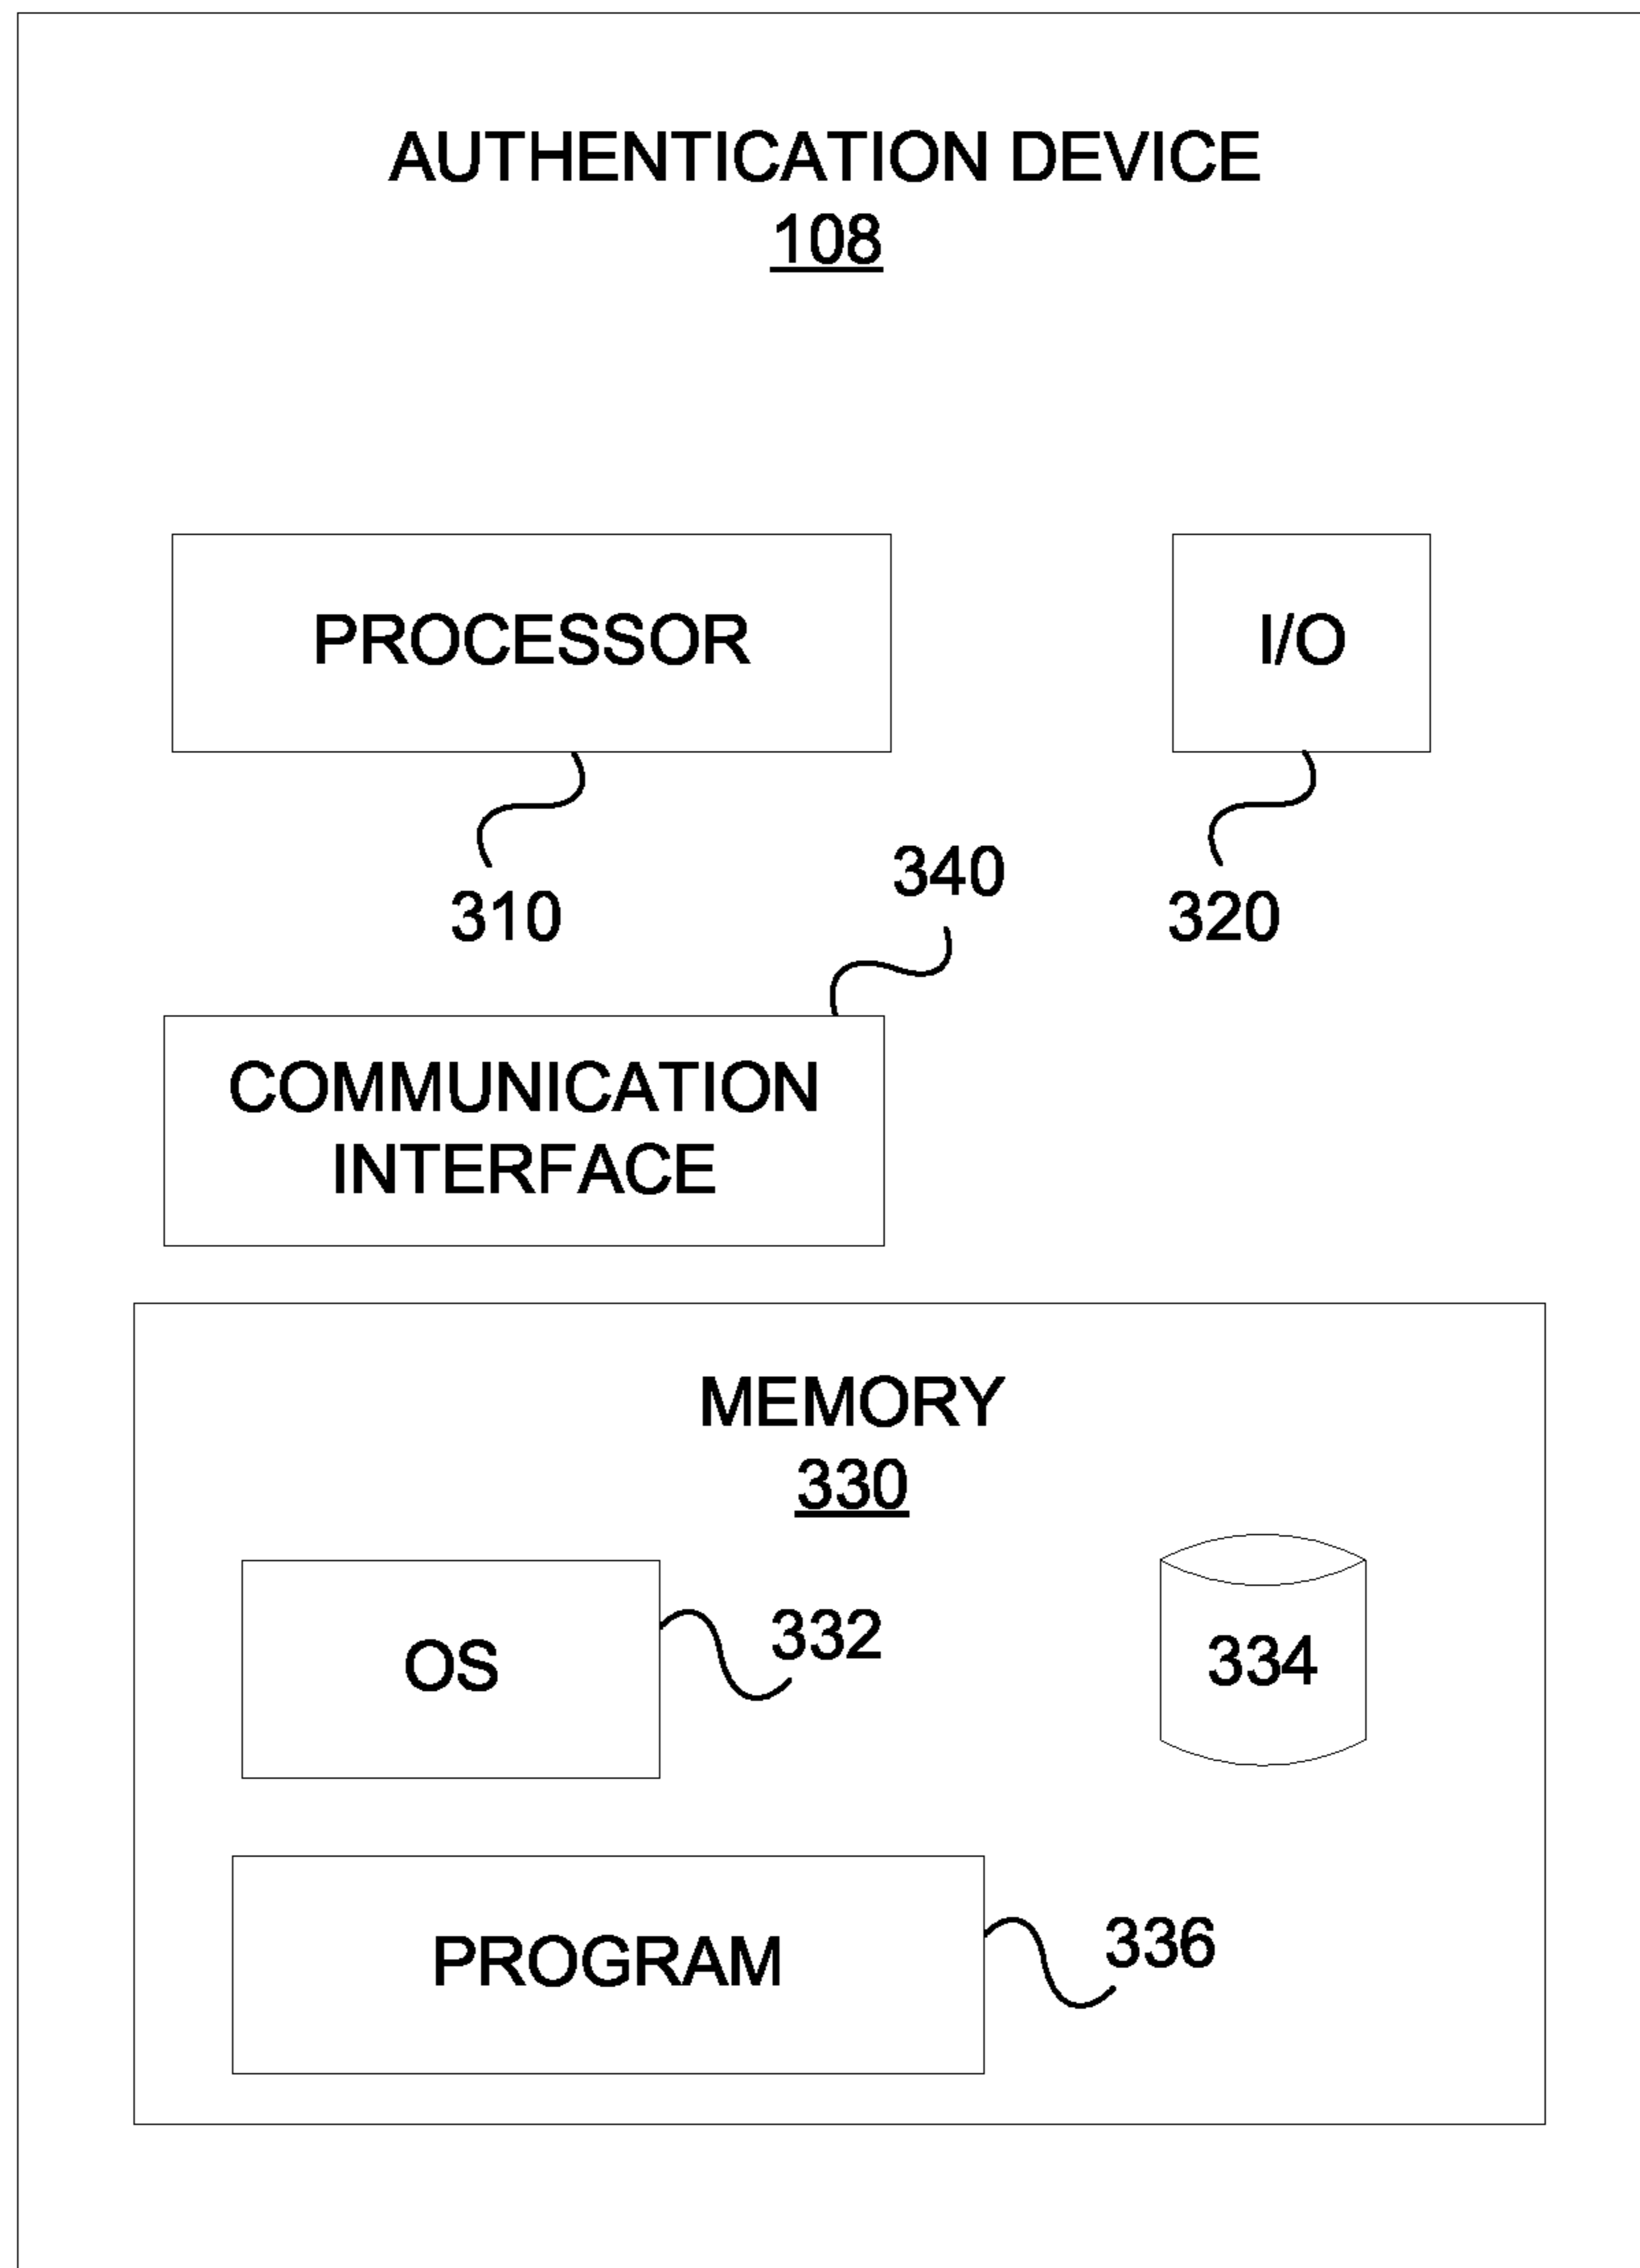 AUTHENTICATION DEVICE
108
PROCESSOR
I/O
310
340
320
COMMUNICATION
INTERFACE
MEMORY
330
OS
332
334
PROGRAM
336